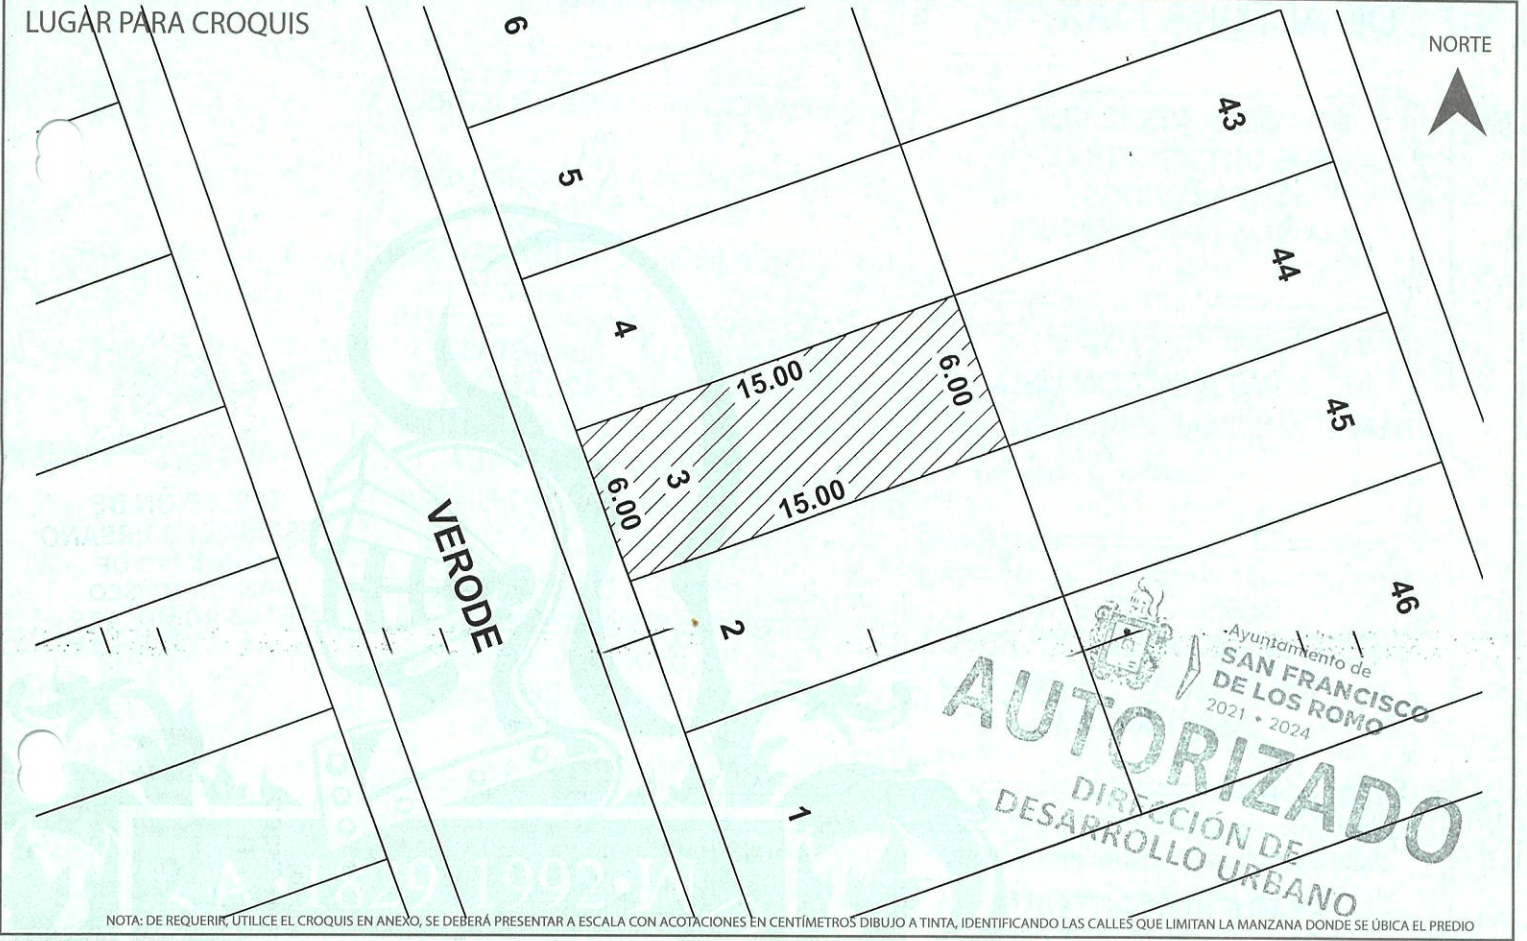 LUGAR PARA CROQUIS
NORTE
6
5
4
3
2
1
43
44
45
46
15.00
6.00
6.00
15.00
VERODE
Ayuntamiento de
SAN FRANCISCO
DE LOS ROMO
2021 • 2024
AUTORIZADO
DIRECCIÓN DE
DESARROLLO URBANO
NOTA: DE REQUERIR, UTILICE EL CROQUIS EN ANEXO, SE DEBERÁ PRESENTAR A ESCALA CON ACOTACIONES EN CENTÍMETROS DIBUJO A TINTA, IDENTIFICANDO LAS CALLES QUE LIMITAN LA MANZANA DONDE SE ÚBICA EL PREDIO